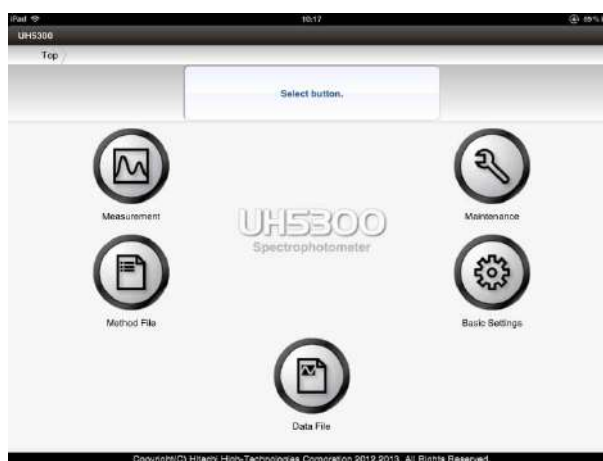 iPad 10:17 89%
UH5300
Top
Select button.
Measurement
Maintenance
UH5300
Spectrophotometer
Method File
Basic Settings
Data File
Copyright(C) Hitachi High-Technologies Corporation 2012,2013. All Rights Reserved.